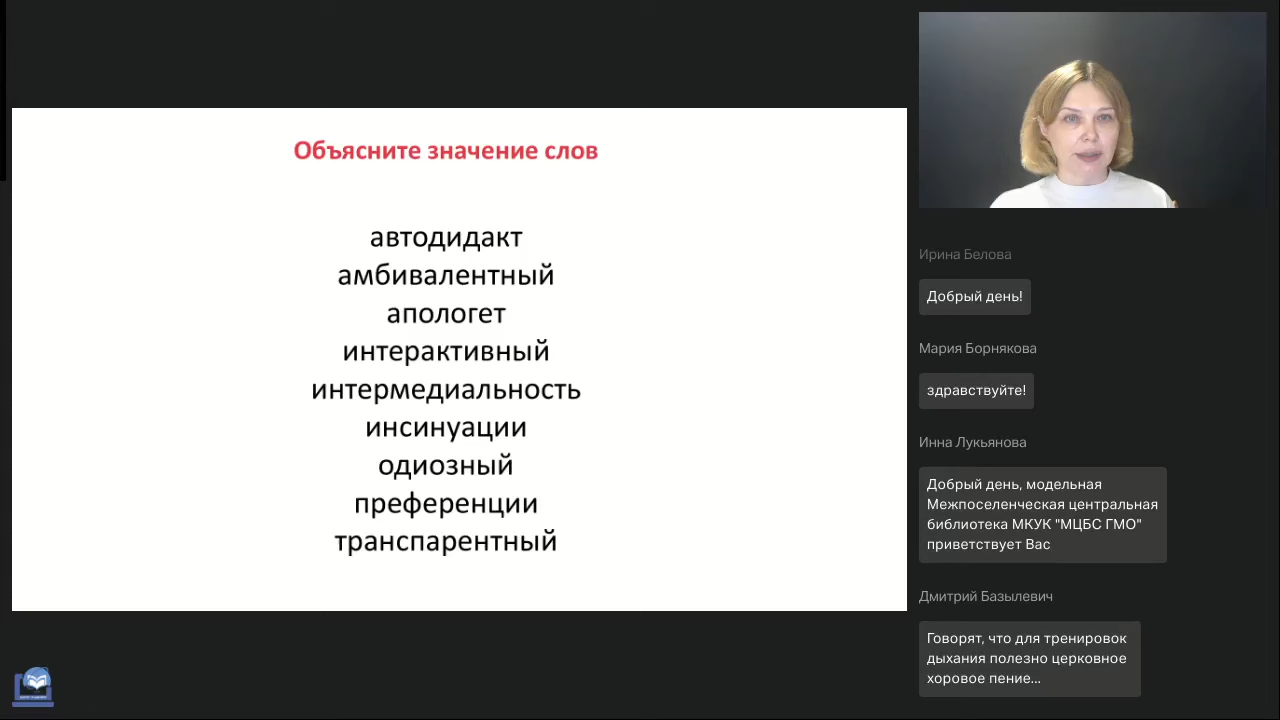 Объясните значение слов
автодидакт
амбивалентный
апологет
интерактивный
интермедиальность
инсинуации
одиозный
преференции
транспарентный
Ирина Белова
Добрый день!
Мария Борнякова
здравствуйте!
Инна Лукьянова
Добрый день, модельная
Межпоселенческая центральная
библиотека МКУК "МЦБС ГМО"
приветствует Вас
Дмитрий Базылевич
Говорят, что для тренировок
дыхания полезно церковное
хоровое пение...